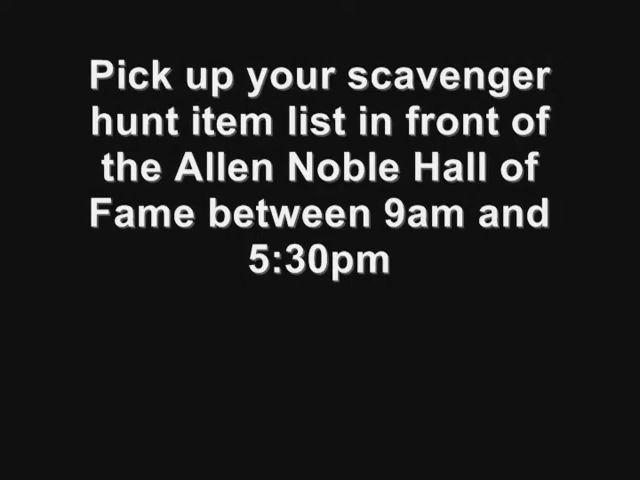 Pick up your scavenger
hunt item list in front of
the Allen Noble Hall of
Fame between 9am and
5:30pm